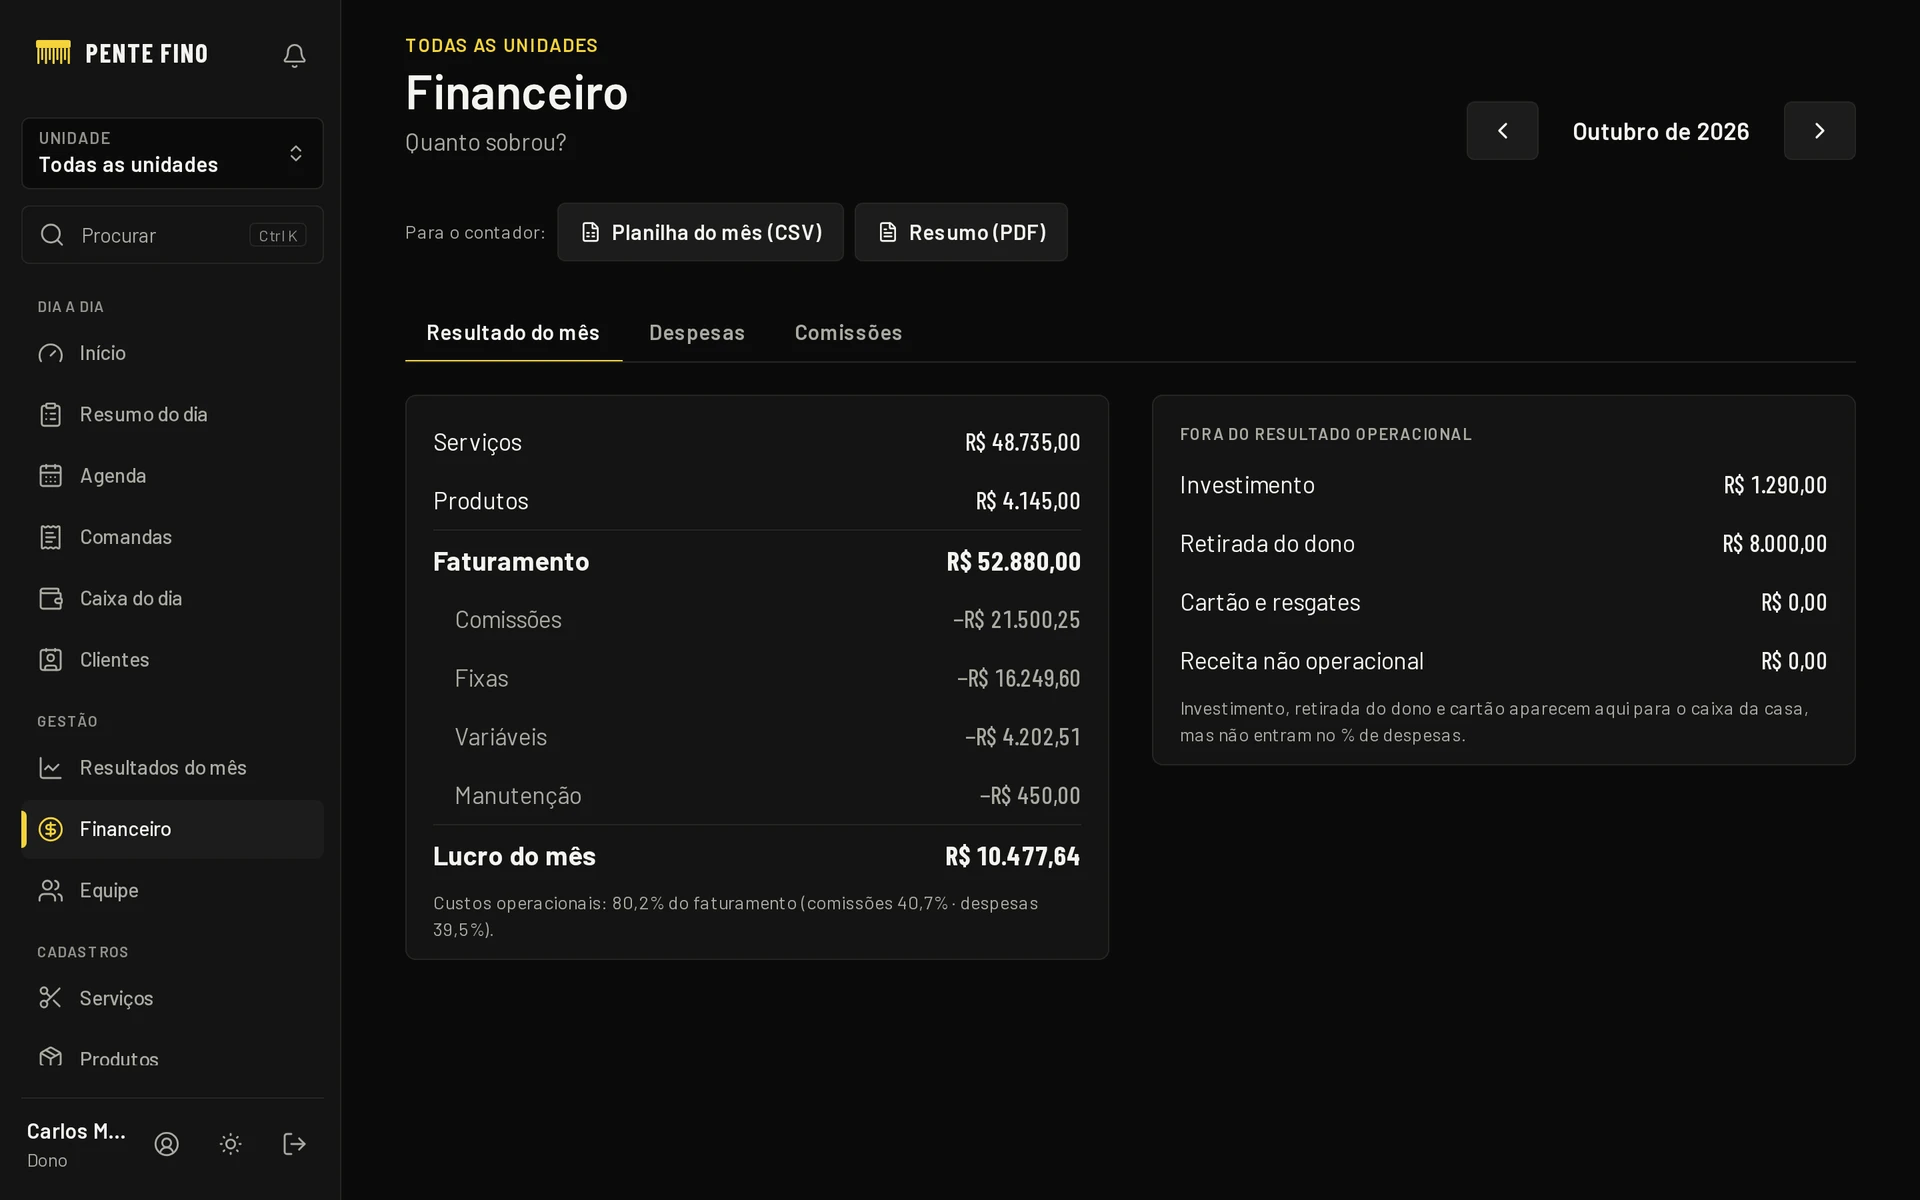 PENTE FINO
UNIDADE
Todas as unidades
Procurar
Ctrl K
DIA A DIA
Início
Resumo do dia
Agenda
Comandas
Caixa do dia
Clientes
GESTÃO
Resultados do mês
Financeiro
Equipe
CADASTROS
Serviços
Produtos
Carlos M...
Dono
TODAS AS UNIDADES
Financeiro
Quanto sobrou?
Outubro de 2026
Para o contador:
Planilha do mês (CSV)
Resumo (PDF)
Resultado do mês
Despesas
Comissões
Serviços R$ 48.735,00
Produtos R$ 4.145,00
Faturamento R$ 52.880,00
Comissões –R$ 21.500,25
Fixas –R$ 16.249,60
Variáveis –R$ 4.202,51
Manutenção –R$ 450,00
Lucro do mês R$ 10.477,64
Custos operacionais: 80,2% do faturamento (comissões 40,7% · despesas
39,5%).
FORA DO RESULTADO OPERACIONAL
Investimento R$ 1.290,00
Retirada do dono R$ 8.000,00
Cartão e resgates R$ 0,00
Receita não operacional R$ 0,00
Investimento, retirada do dono e cartão aparecem aqui para o caixa da casa,
mas não entram no % de despesas.